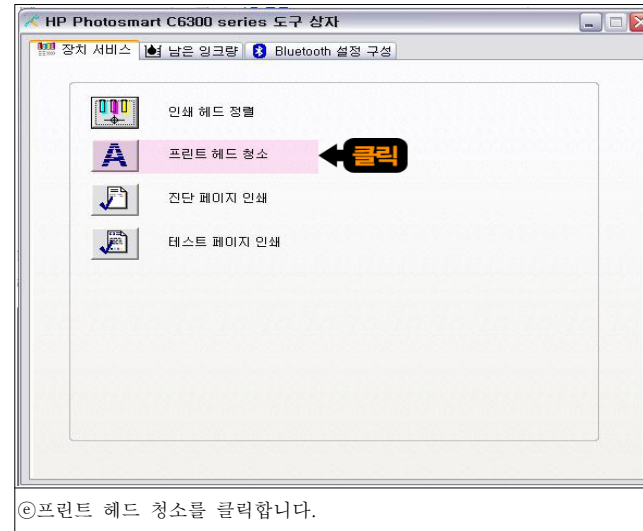 HP Photosmart C6300 series 도구 상자
장치 서비스 남은 잉크량 Bluetooth 설정 구성
인쇄 헤드 정렬
프린트 헤드 청소 클릭
진단 페이지 인쇄
테스트 페이지 인쇄
ⓔ프린트 헤드 청소를 클릭합니다.